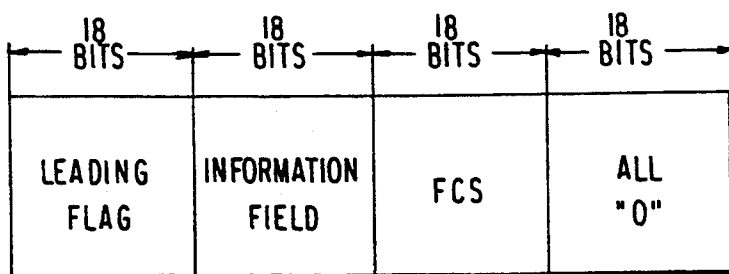 18 18 18 18
BITS BITS BITS BITS
LEADING FLAG
INFORMATION FIELD
FCS
ALL "0"